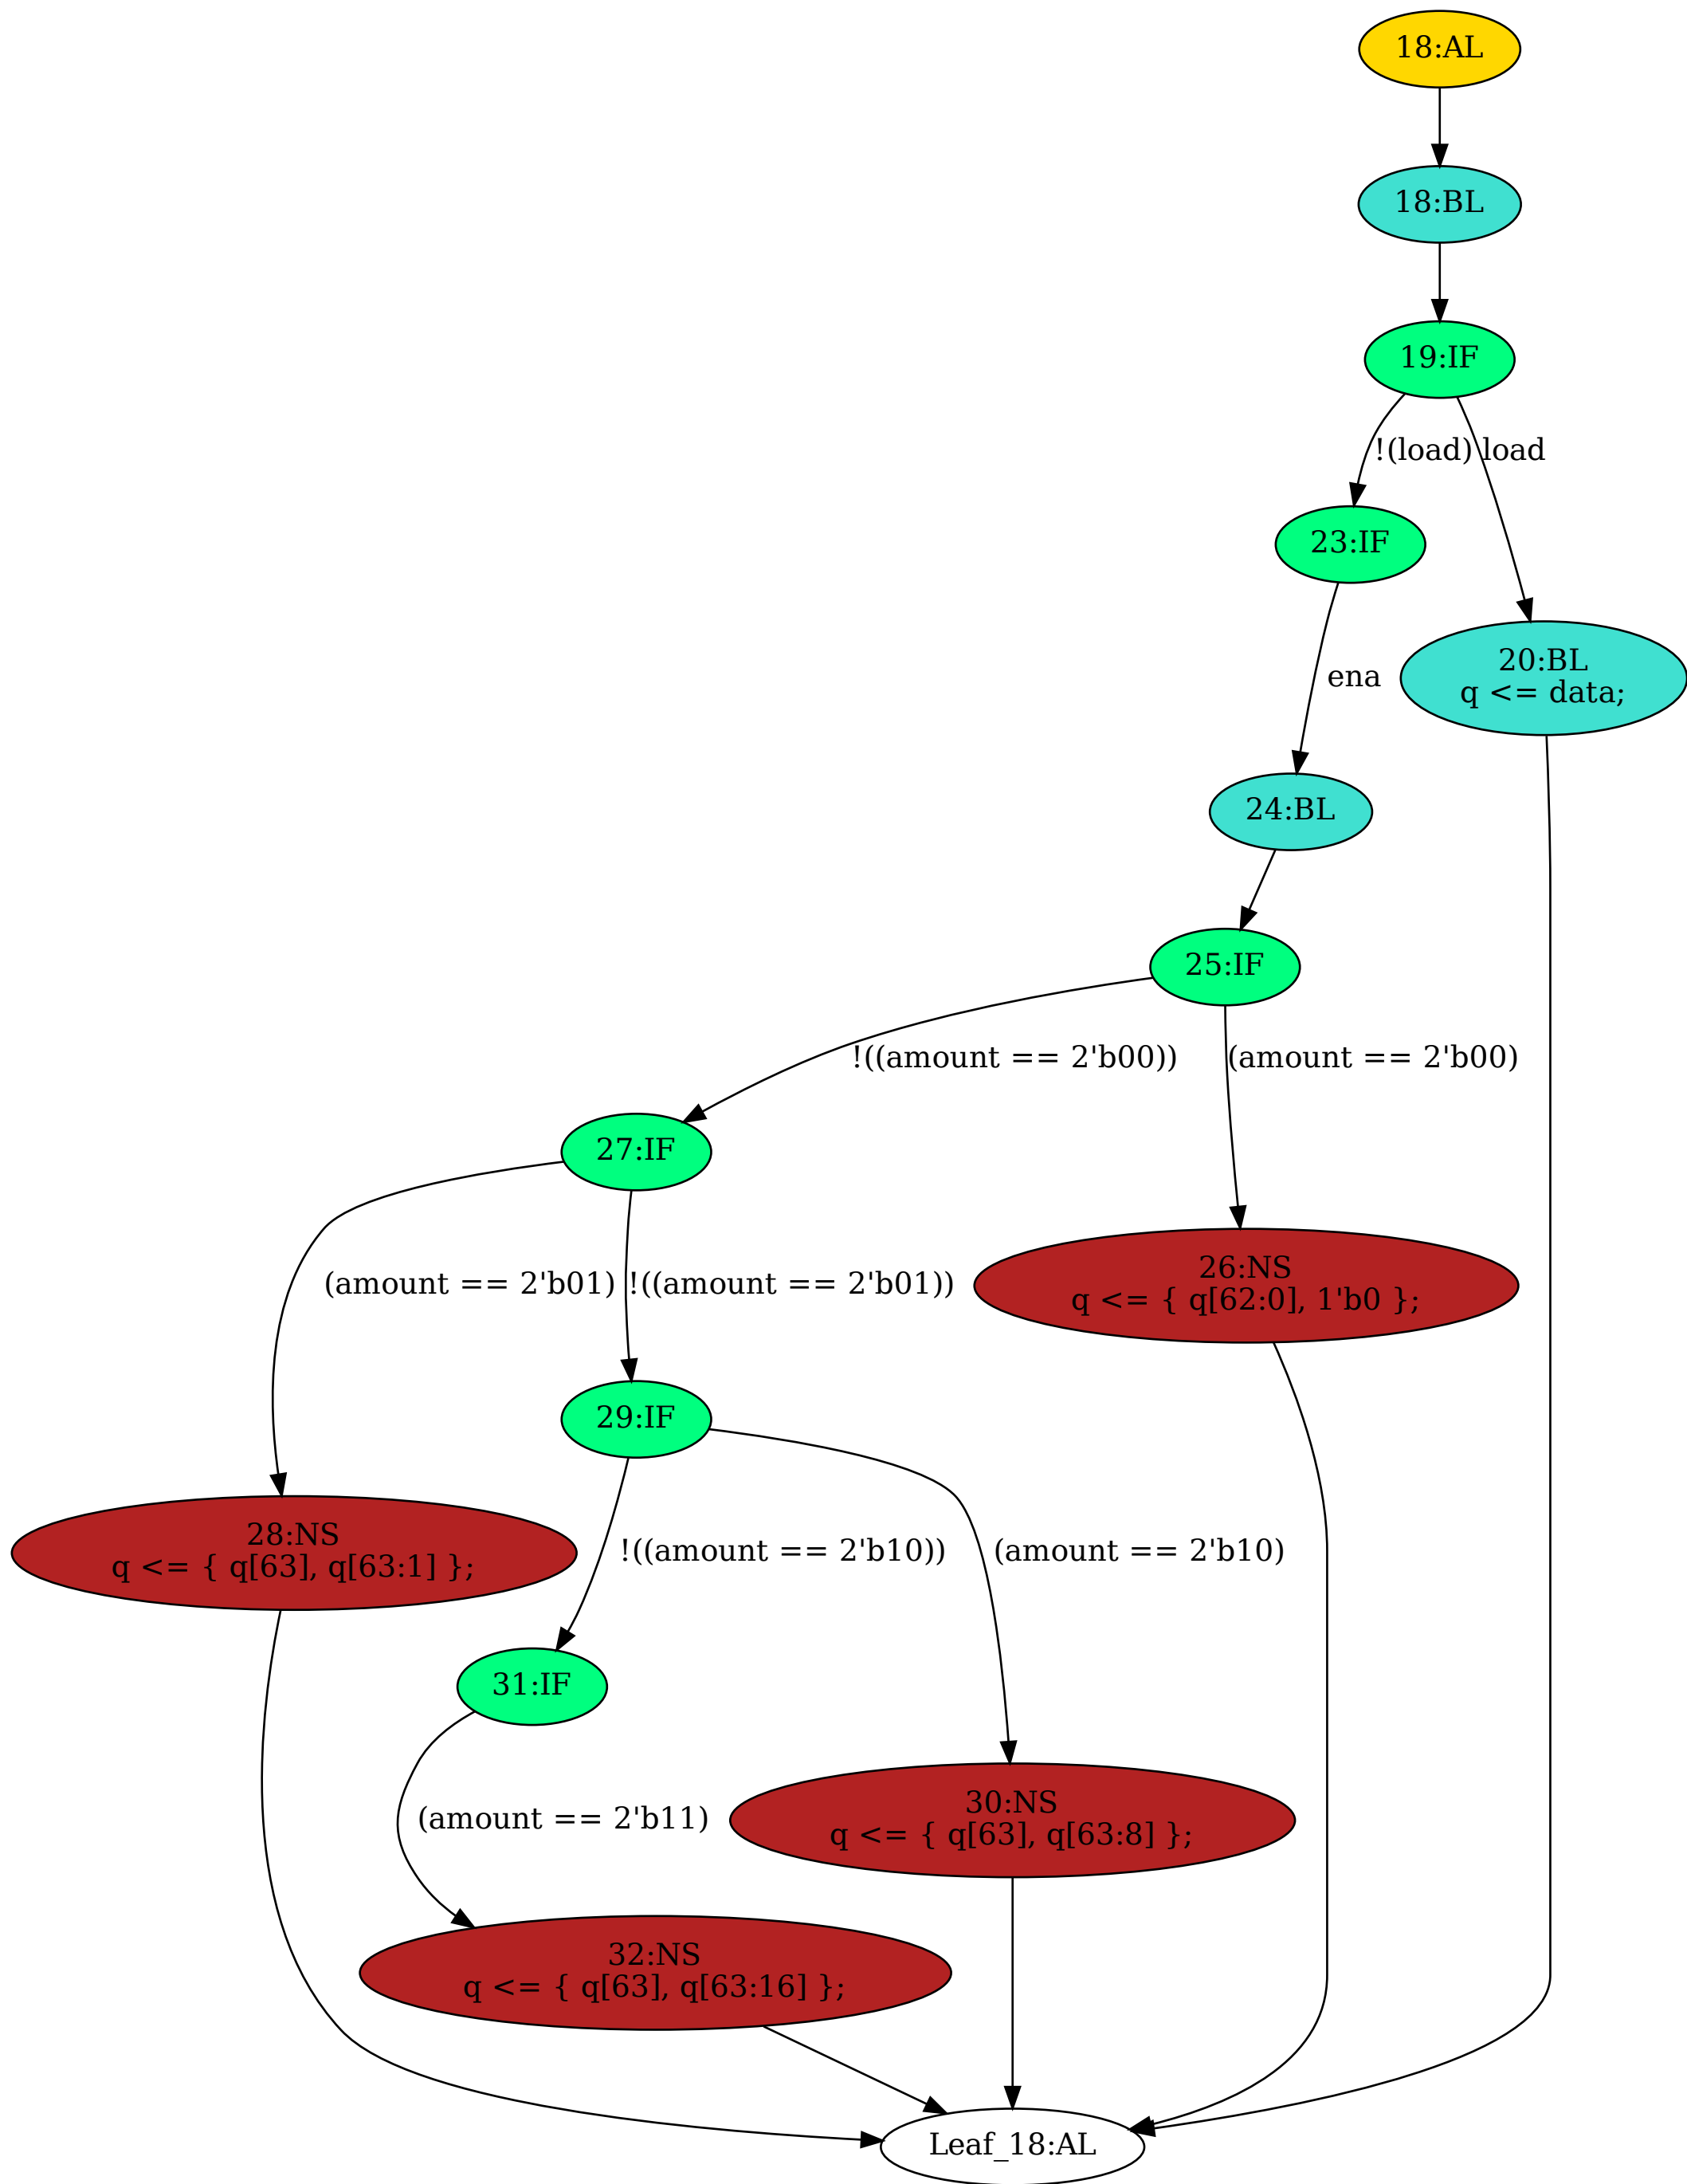 18:AL
18:BL
19:IF
!(load)
load
23:IF
20:BL
q <= data;
ena
24:BL
25:IF
!((amount == 2'b00))
(amount == 2'b00)
27:IF
26:NS
q <= { q[62:0], 1'b0 };
(amount == 2'b01)
!((amount == 2'b01))
29:IF
28:NS
q <= { q[63], q[63:1] };
!((amount == 2'b10))
(amount == 2'b10)
31:IF
30:NS
q <= { q[63], q[63:8] };
(amount == 2'b11)
32:NS
q <= { q[63], q[63:16] };
Leaf_18:AL